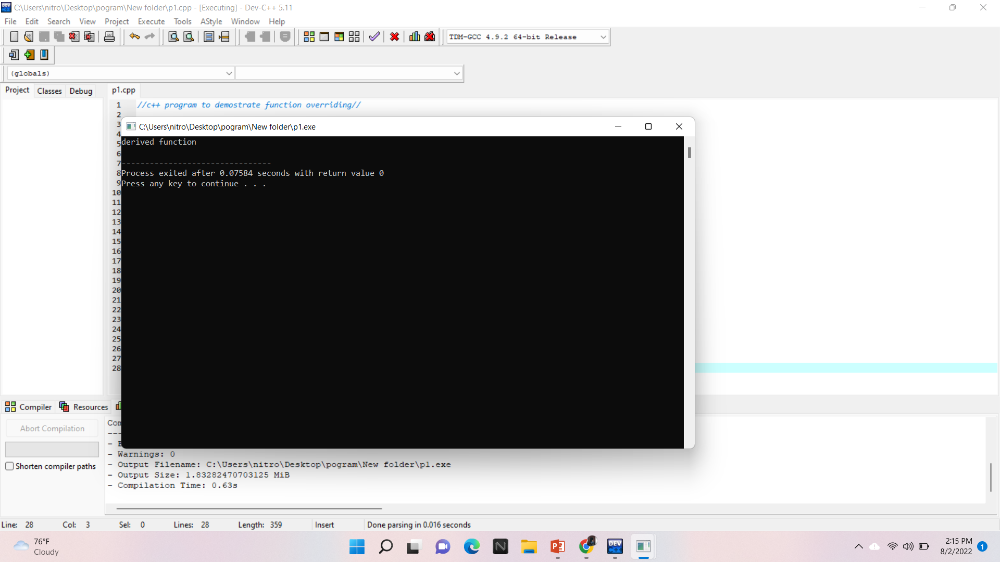 C:\Users\nitro\Desktop\pogram\New folder\p1.cpp - [Executing] - Dev-C++ 5.11
File Edit Search View Project Execute Tools AStyle Window Help
TDM-GCC 4.9.2 64-bit Release
(globals)
Project Classes Debug p1.cpp
1 //c++ program to demostrate function overriding//
2
3
C:\Users\nitro\Desktop\pogram\New folder\p1.exe
4
derived function
5
6
7
--------------------------------
8
Process exited after 0.07584 seconds with return value 0
9
Press any key to continue . . .
10
11
12
13
14
15
16
17
18
19
20
21
22
23
24
25
26
27
28
Compiler Resources
Abort Compilation
- Warnings: 0
- Output Filename: C:\Users\nitro\Desktop\pogram\New folder\p1.exe
Shorten compiler paths
- Output Size: 1.83282470703125 MiB
- Compilation Time: 0.63s
Line: 28 Col: 3 Sel: 0 Lines: 28 Length: 359 Insert Done parsing in 0.016 seconds
76°F
Cloudy
DEV
C++
2:15 PM
8/2/2022
1